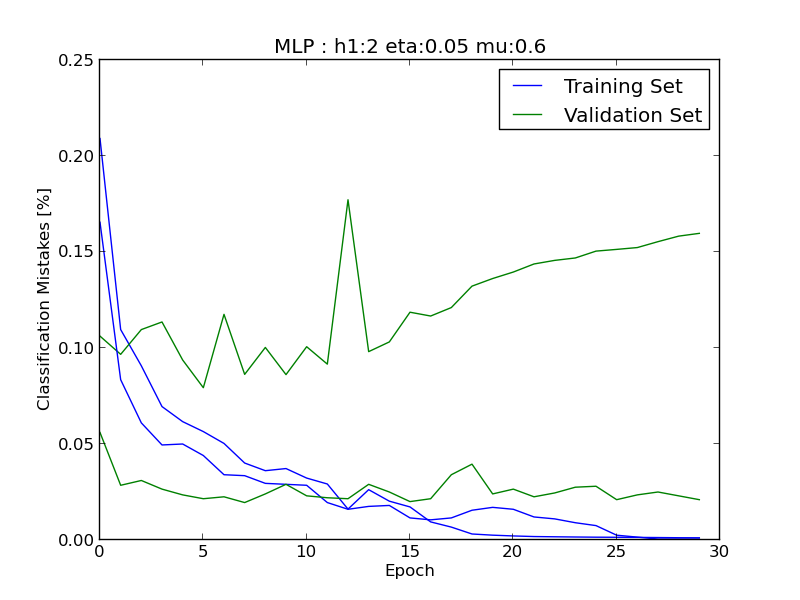 MLP : h1:2 eta:0.05 mu:0.6
0.25
0.20
0.15
0.10
0.05
0.00
Classification Mistakes [%]
Training Set
Validation Set
0 5 10 15 20 25 30
Epoch